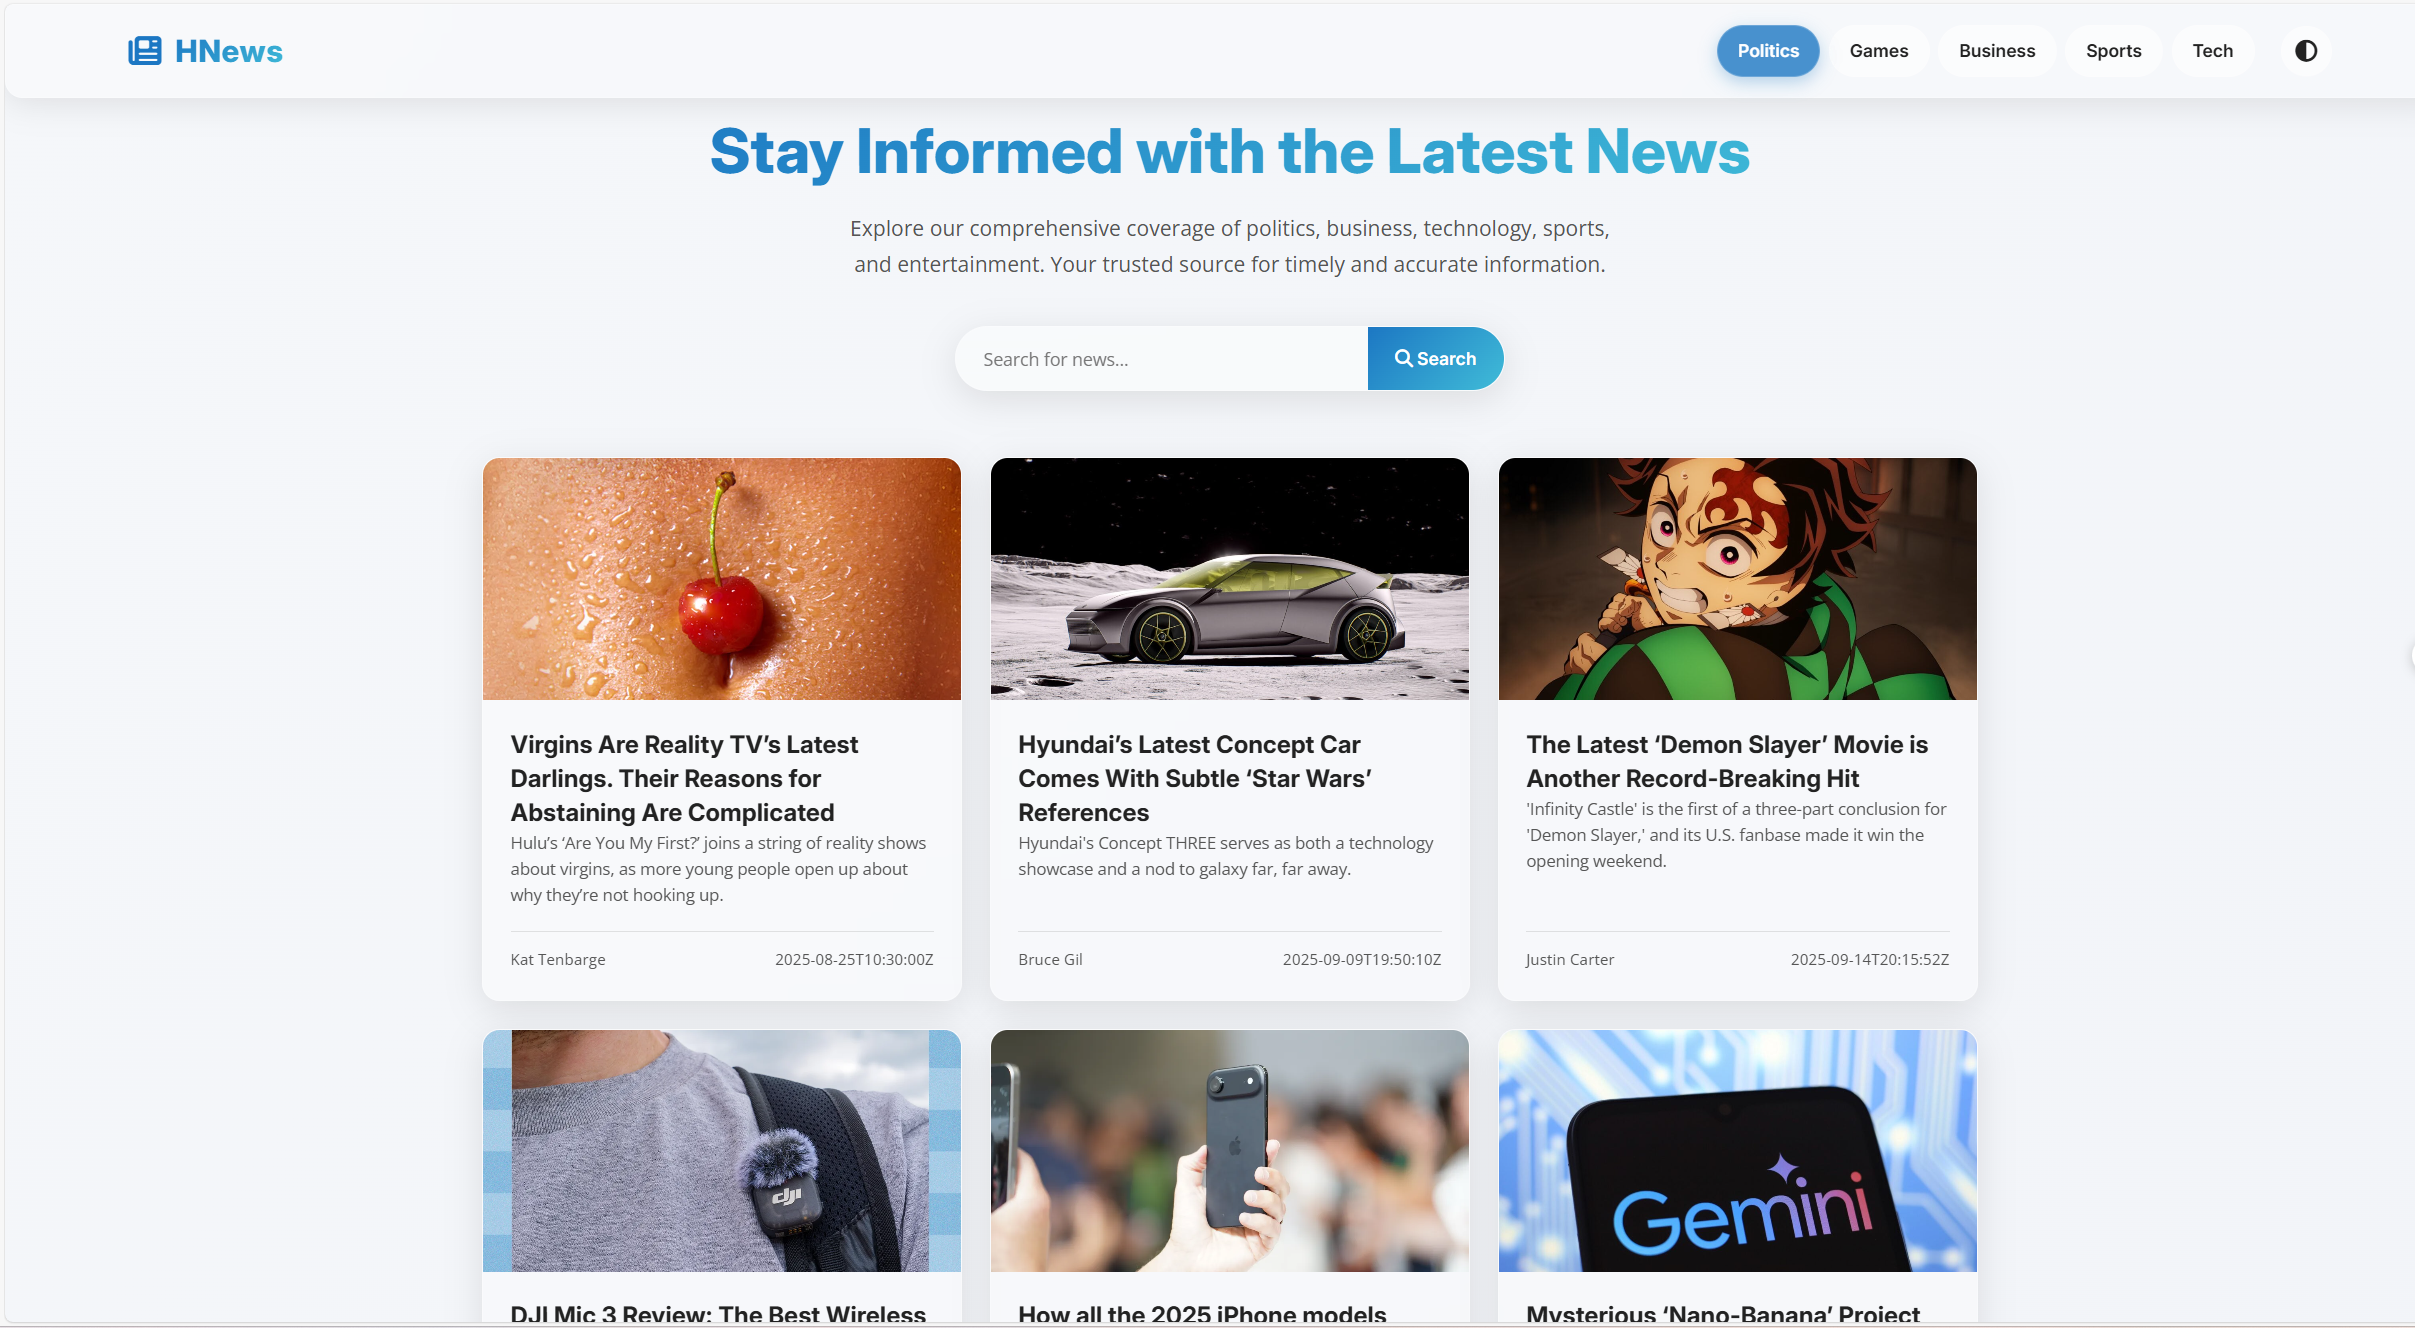 HNews
Politics
Games
Business
Sports
Tech
Stay Informed with the Latest News
Explore our comprehensive coverage of politics, business, technology, sports,
and entertainment. Your trusted source for timely and accurate information.
Search for news...
Search
Virgins Are Reality TV’s Latest
Darlings. Their Reasons for
Abstaining Are Complicated
Hulu’s ‘Are You My First?’ joins a string of reality shows
about virgins, as more young people open up about
why they’re not hooking up.
Kat Tenbarge
2025-08-25T10:30:00Z
Hyundai’s Latest Concept Car
Comes With Subtle ‘Star Wars’
References
Hyundai's Concept THREE serves as both a technology
showcase and a nod to galaxy far, far away.
Bruce Gil
2025-09-09T19:50:10Z
The Latest ‘Demon Slayer’ Movie is
Another Record-Breaking Hit
'Infinity Castle' is the first of a three-part conclusion for
'Demon Slayer,' and its U.S. fanbase made it win the
opening weekend.
Justin Carter
2025-09-14T20:15:52Z
dji
DJI Mic 3 Review: The Best Wireless
How all the 2025 iPhone models
Gemini
Mysterious ‘Nano-Banana’ Project